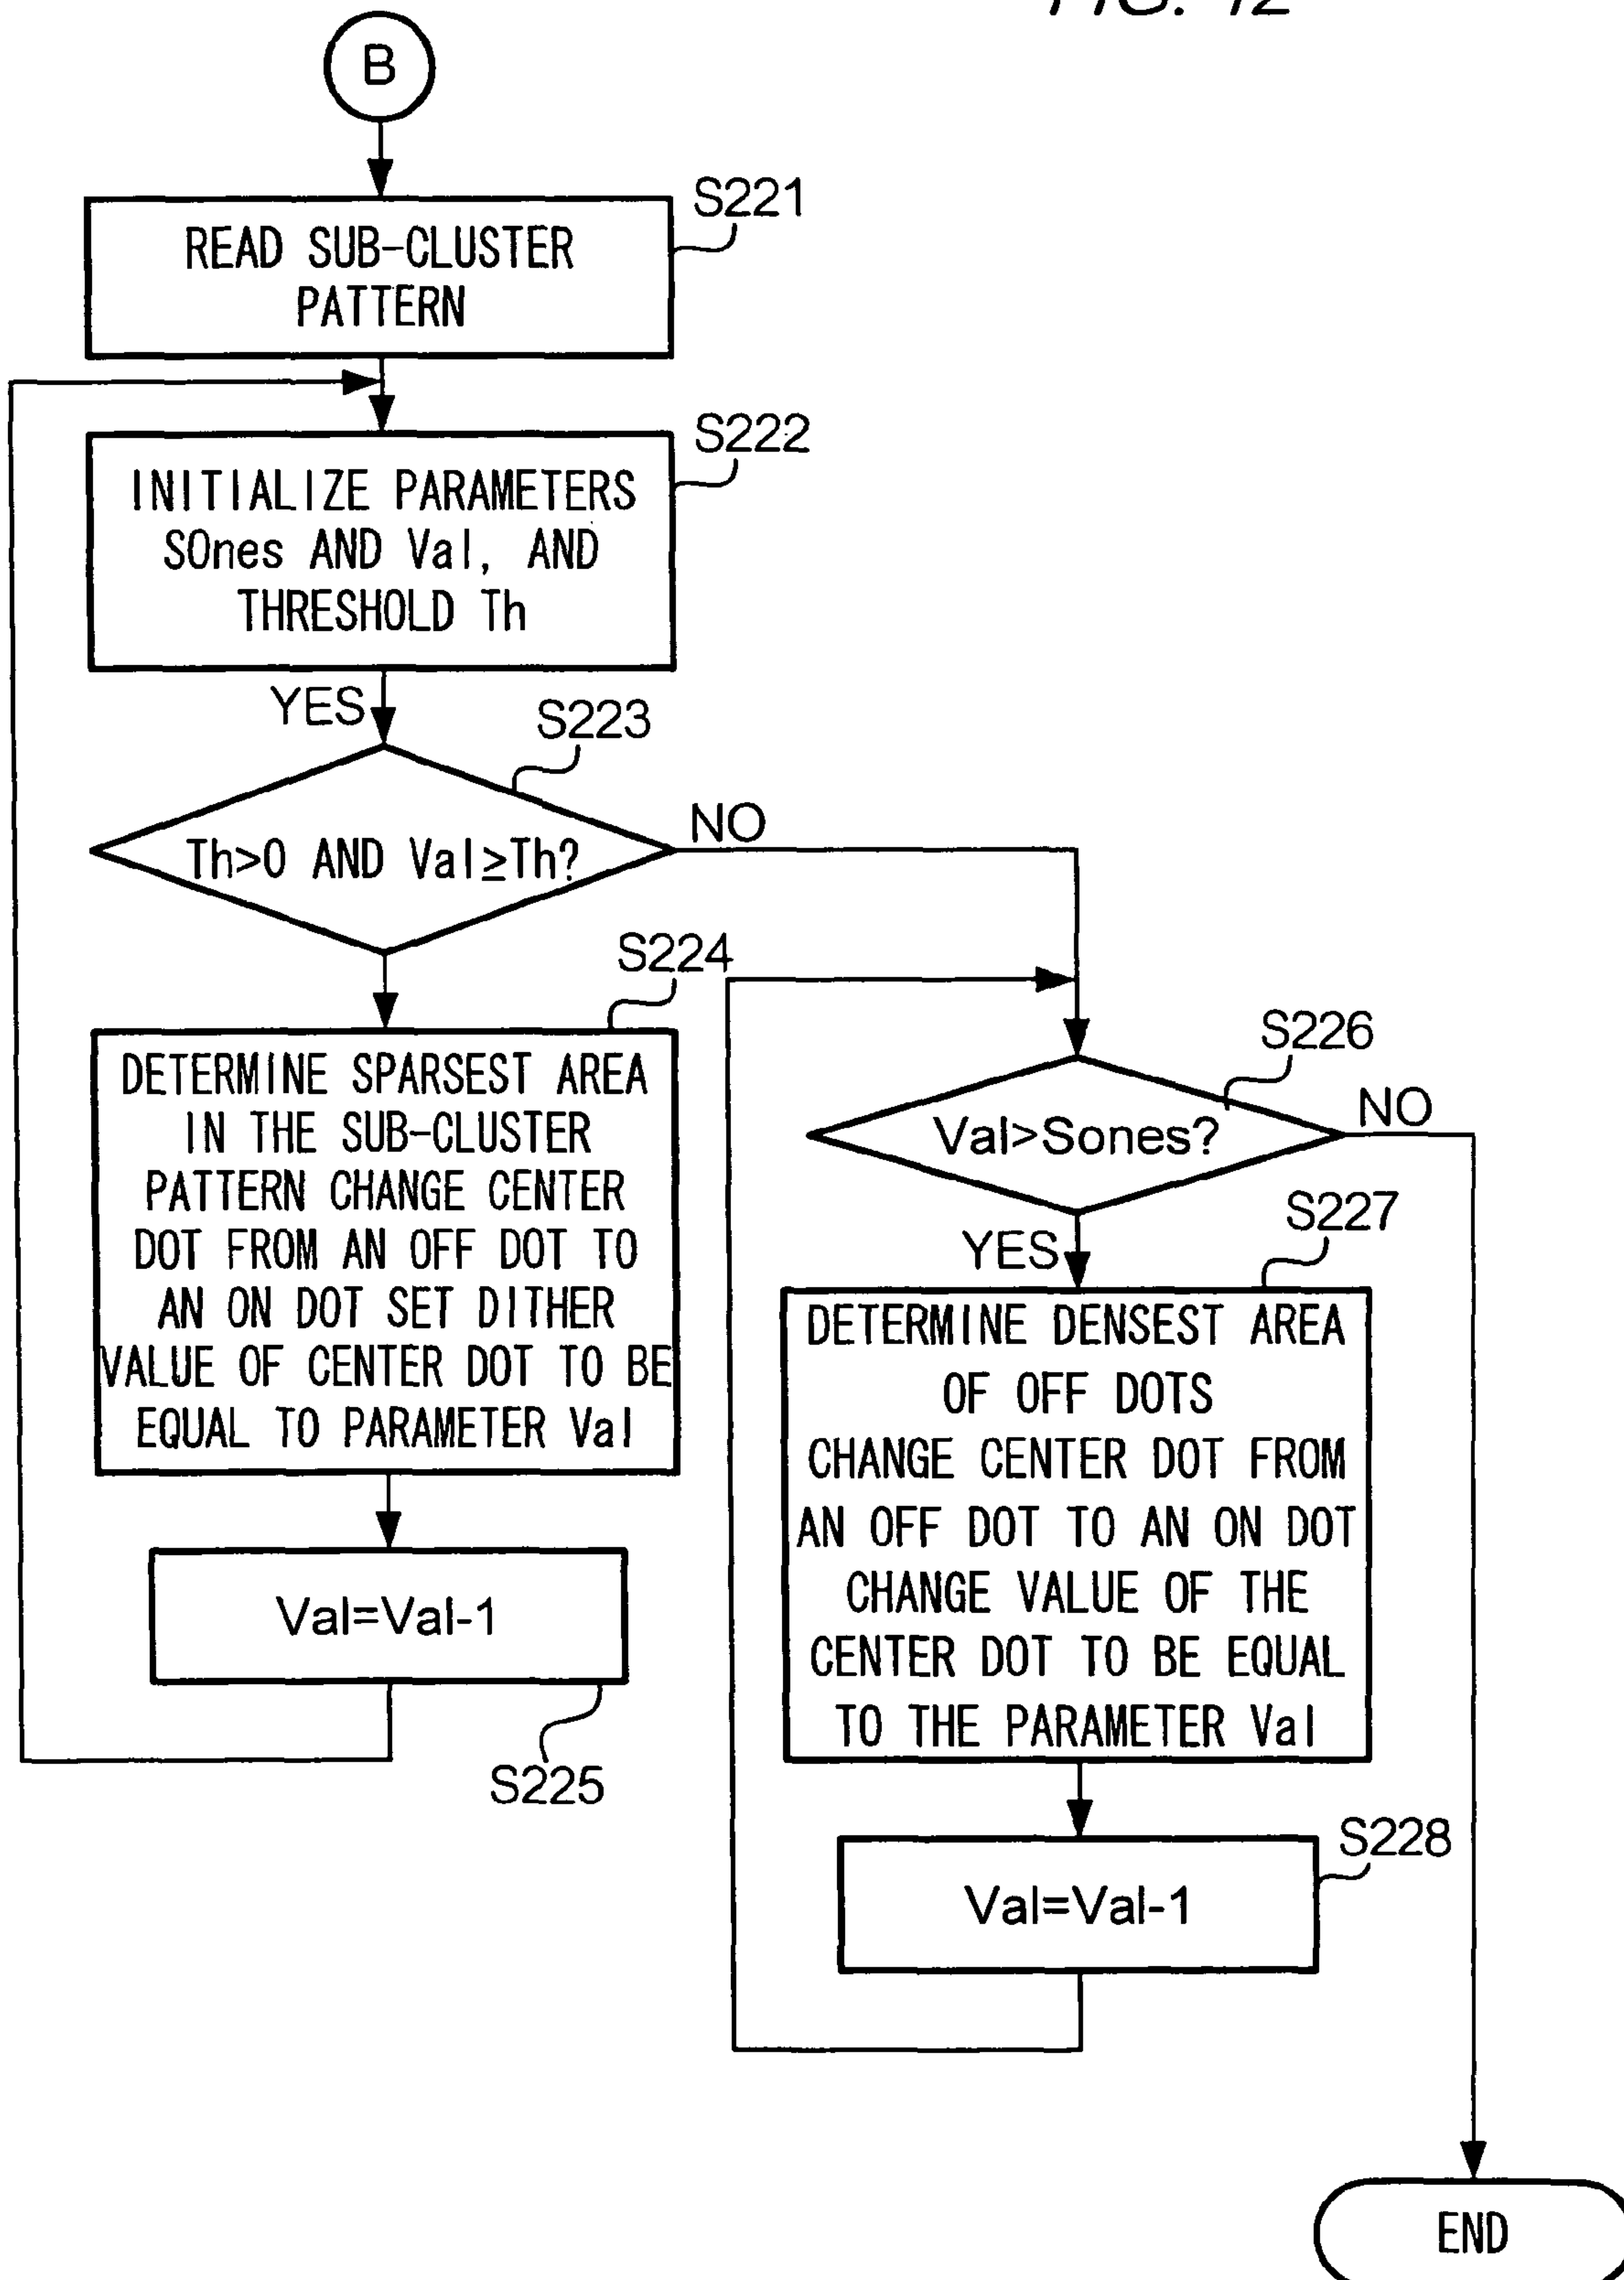 FIG. 12
B
S221
READ SUB-CLUSTER
PATTERN
S222
INITIALIZE PARAMETERS
SOnes AND Val, AND
THRESHOLD Th
YES
S223
Th>0 AND Val≥Th?
NO
S224
DETERMINE SPARSEST AREA
IN THE SUB-CLUSTER
PATTERN CHANGE CENTER
DOT FROM AN OFF DOT TO
AN ON DOT SET DITHER
VALUE OF CENTER DOT TO BE
EQUAL TO PARAMETER Val
Val=Val-1
S225
S226
Val>Sones?
NO
YES
S227
DETERMINE DENSEST AREA
OF OFF DOTS
CHANGE CENTER DOT FROM
AN OFF DOT TO AN ON DOT
CHANGE VALUE OF THE
CENTER DOT TO BE EQUAL
TO THE PARAMETER Val
S228
Val=Val-1
END